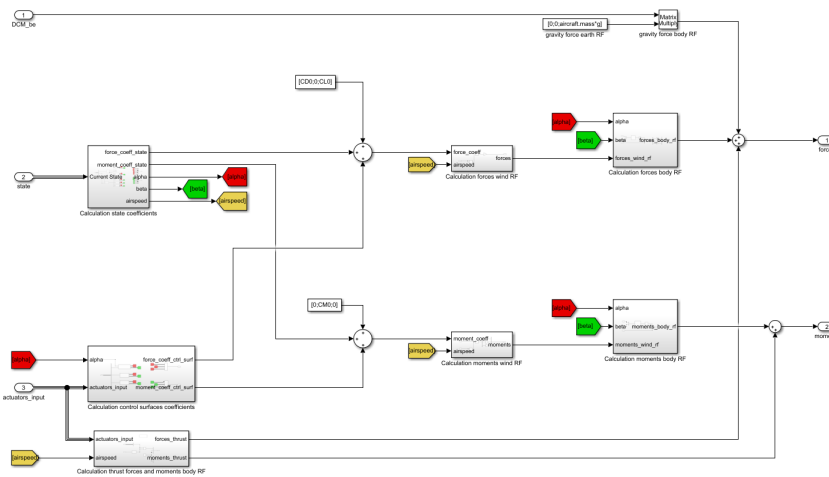 1
DCM_be
[0;0;aircraft.mass*g]
gravity force earth RF
Matrix
Multiply
gravity force body RF
[CD0;0;CL0]
force_coeff_state
moment_coeff_state
Current State
alpha
beta
airspeed
Calculation state coefficients
2
state
[alpha]
[beta]
[airspeed]
[airspeed]
force_coeff
airspeed
forces
Calculation forces wind RF
[alpha]
[beta]
alpha
beta
forces_wind_rf
forces_body_rf
Calculation forces body RF
1
[0;CM0;0]
[airspeed]
moment_coeff
airspeed
moments
Calculation moments wind RF
[alpha]
[beta]
alpha
beta
moments_wind_rf
moments_body_rf
Calculation moments body RF
2
[alpha]
3
actuators_input
alpha
actuators_input
force_coeff_ctrl_surf
moment_coeff_ctrl_surf
Calculation control surfaces coefficients
[airspeed]
actuators_input
airspeed
forces_thrust
moments_thrust
Calculation thrust forces and moments body RF